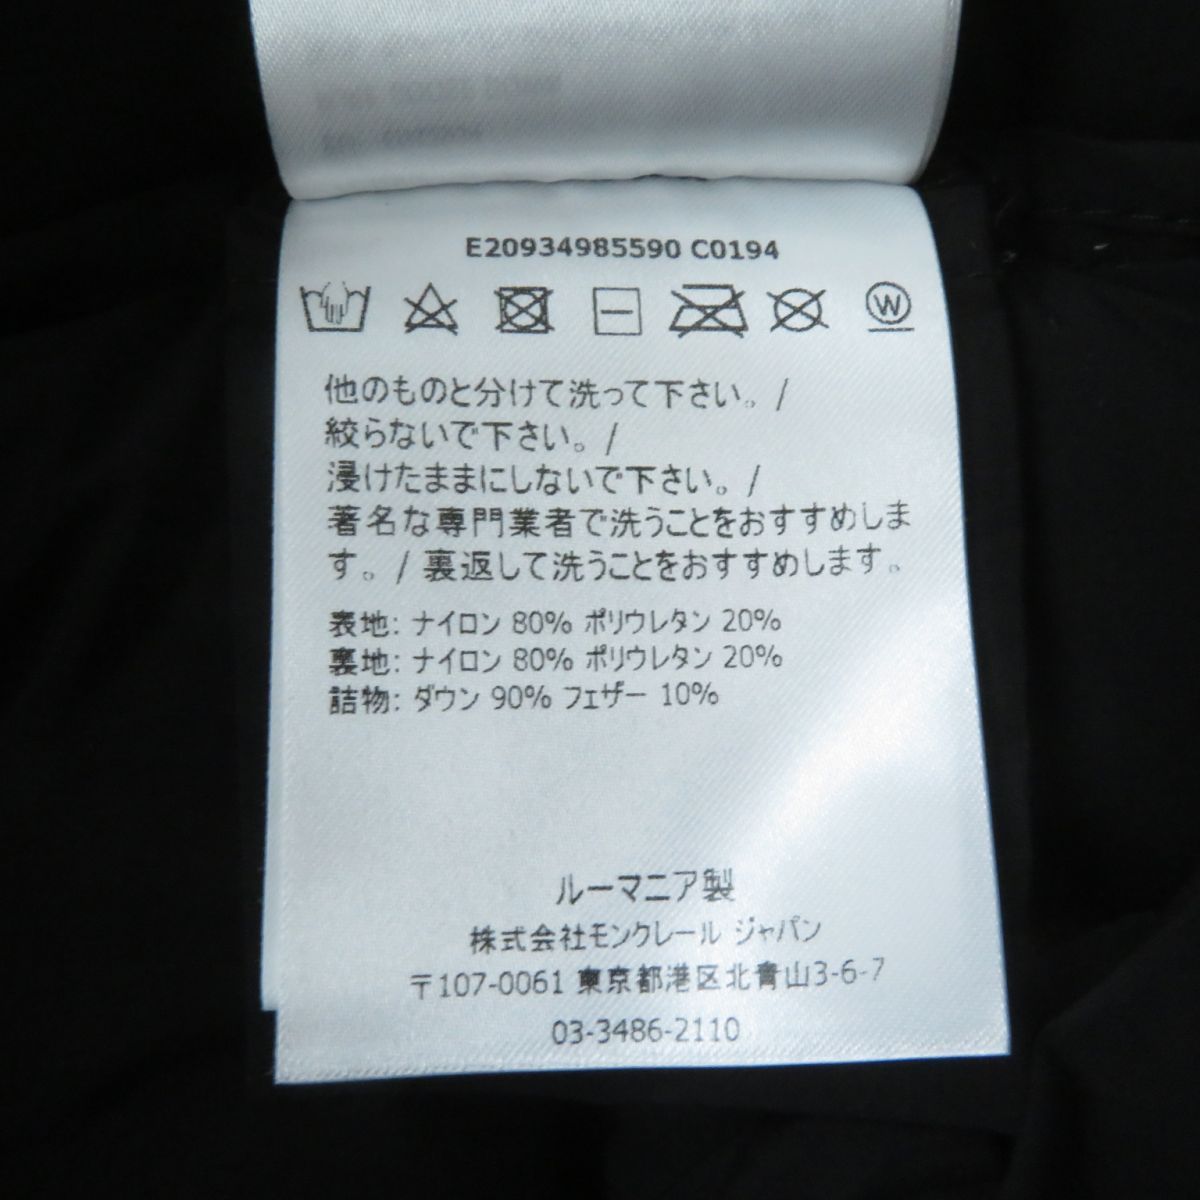 E20934985590 C0194
W
他のものと分けて洗って下さい。/
絞らないで下さい。/
浸けたままにしないで下さい。/
著名な専門業者で洗うことをおすすめしま
す。/ 裏返して洗うことをおすすめします。
表地: ナイロン 80% ポリウレタン 20%
裏地: ナイロン 80% ポリウレタン 20%
詰物: ダウン 90% フェザー 10%
ルーマニア製
株式会社モンクレール ジャパン
〒107-0061 東京都港区北青山3-6-7
03-3486-2110